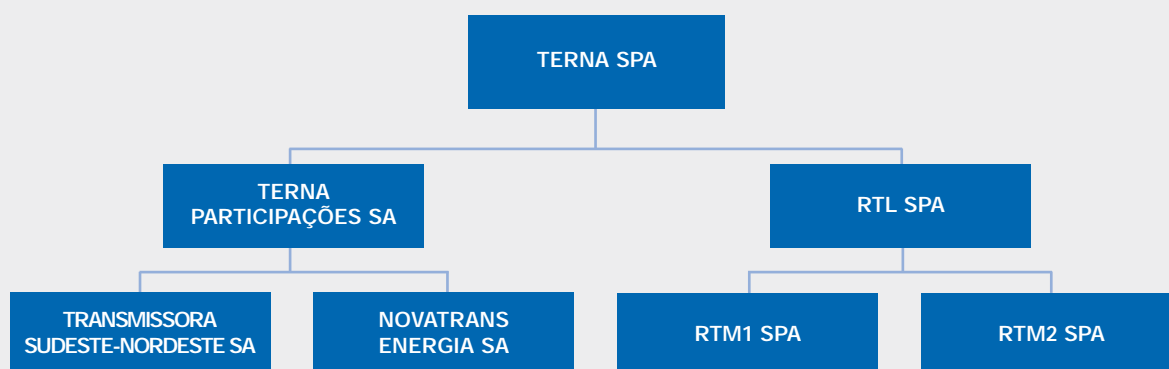 TERNA SPA
TERNA
PARTICIPAÇÕES SA
RTL SPA
TRANSMISSORA
SUDESTE-NORDESTE SA
NOVATRANS
ENERGIA SA
RTM1 SPA
RTM2 SPA